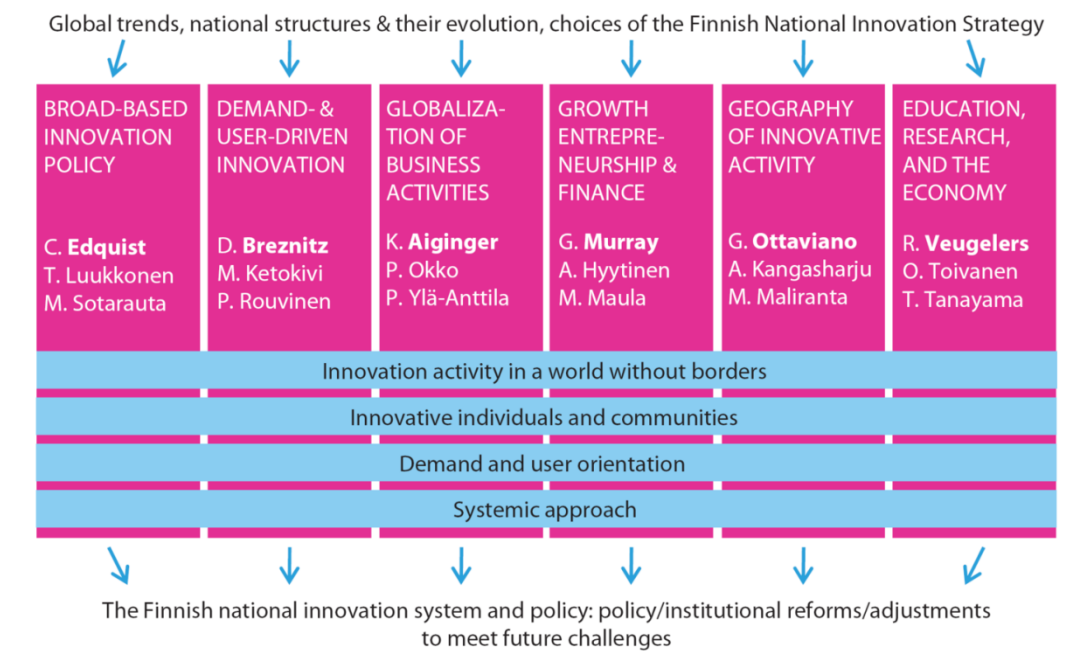 Global trends, national structures & their evolution, choices of the Finnish National Innovation Strategy
BROAD-BASED
INNOVATION
POLICY
C. Edquist
T. Luukkonen
M. Sotarauta
DEMAND- &
USER-DRIVEN
INNOVATION
D. Breznitz
M. Ketokivi
P. Rouvinen
GLOBALIZA-
TION OF
BUSINESS
ACTIVITIES
K. Aiginger
P. Okko
P. Ylä-Anttila
GROWTH
ENTREPRE-
NEURSHIP &
FINANCE
G. Murray
A. Hyytinen
M. Maula
GEOGRAPHY
OF INNOVATIVE
ACTIVITY
G. Ottaviano
A. Kangasharju
M. Maliranta
EDUCATION,
RESEARCH,
AND THE
ECONOMY
R. Veugelers
O. Toivanen
T. Tanayama
Innovation activity in a world without borders
Innovative individuals and communities
Demand and user orientation
Systemic approach
The Finnish national innovation system and policy: policy/institutional reforms/adjustments
to meet future challenges